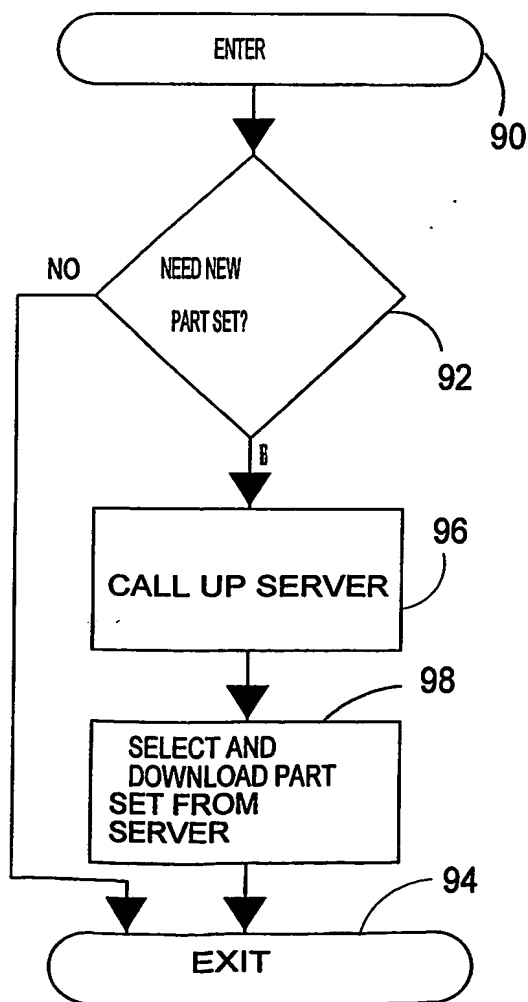 ENTER
90
NEED NEW
PART SET?
NO
92
96
CALL UP SERVER
98
SELECT AND
DOWNLOAD PART
SET FROM
SERVER
94
EXIT